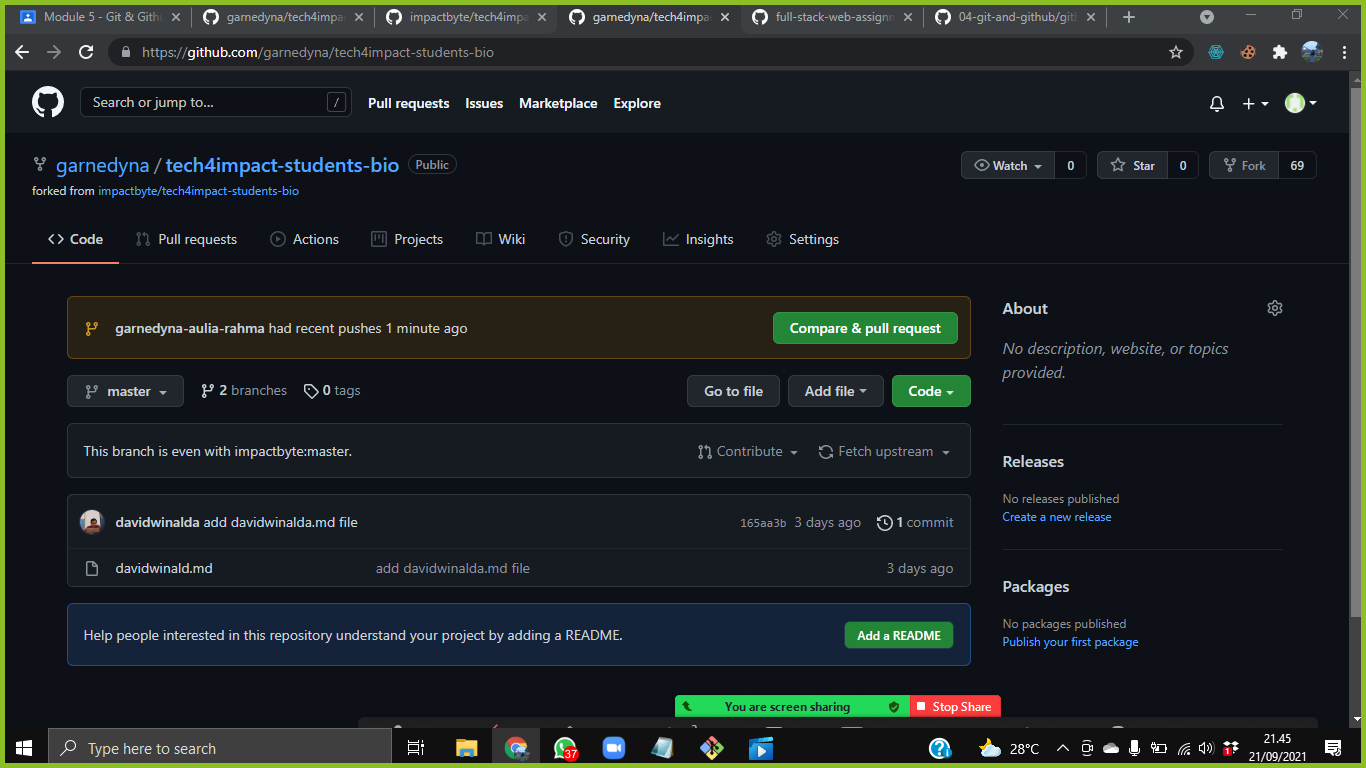 Module 5 - Git & Githu
garnedyna/tech4impa
impactbyte/tech4impa
garnedyna/tech4impa
full-stack-web-assignm
04-git-and-github/gith
https://github.com/garnedyna/tech4impact-students-bio
Search or jump to...
/
Pull requests
Issues
Marketplace
Explore
garnedyna / tech4impact-students-bio
Public
forked from impactbyte/tech4impact-students-bio
Watch
0
Star
0
Fork
69
Code
Pull requests
Actions
Projects
Wiki
Security
Insights
Settings
garnedyna-aulia-rahma had recent pushes 1 minute ago
Compare & pull request
master
2 branches
0 tags
Go to file
Add file
Code
This branch is even with impactbyte:master.
Contribute
Fetch upstream
davidwinalda add davidwinalda.md file
165aa3b 3 days ago
1 commit
davidwinald.md
add davidwinalda.md file
3 days ago
Help people interested in this repository understand your project by adding a README.
Add a README
About
No description, website, or topics
provided.
Releases
No releases published
Create a new release
Packages
No packages published
Publish your first package
You are screen sharing
Stop Share
Type here to search
37
28°C
1
21.45
21/09/2021